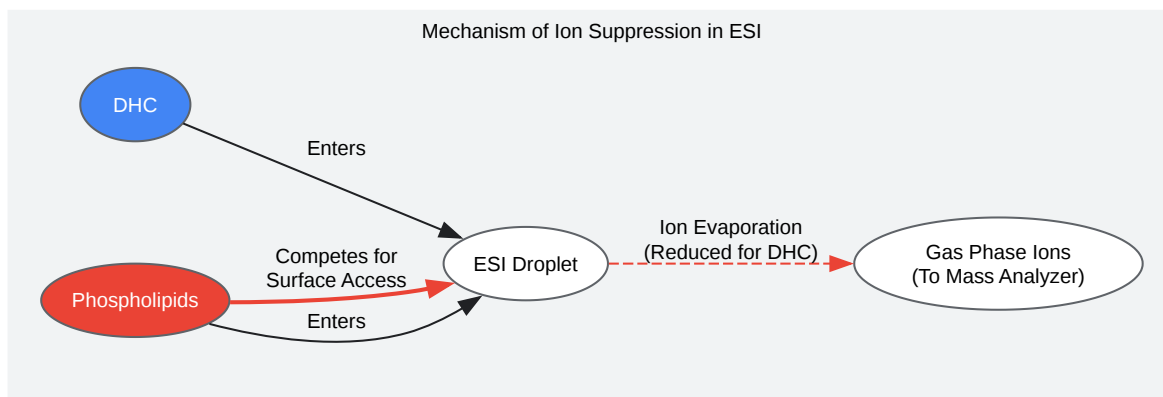 Mechanism of Ion Suppression in ESI
DHC
Enters
Ion Evaporation
(Reduced for DHC)
Competes for
Surface Access
ESI Droplet
Gas Phase Ions
(To Mass Analyzer)
Phospholipids
Enters